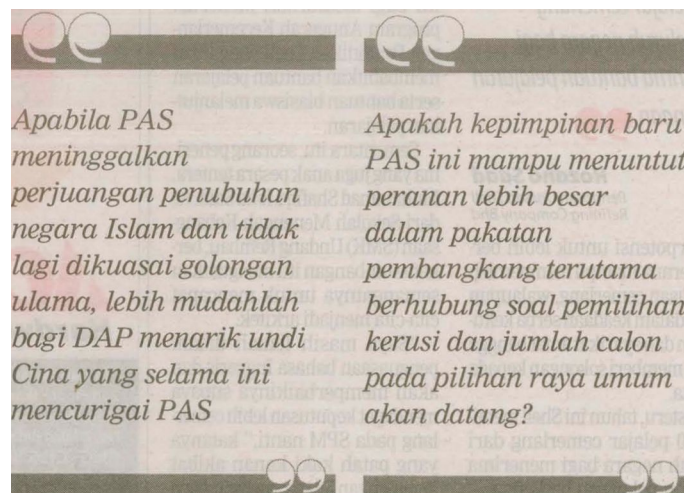 Apabila PAS
meninggalkan
perjuangan penubuhan
negara Islam dan tidak
lagi dikuasai golongan
ulama, lebih mudahlah
bagi DAP menarik undi
Cina yang selama ini
mencurigai PAS
Apakah kepimpinan baru
PAS ini mampu menuntut
peranan lebih besar
dalam pakatan
pembangkang terutama
berhubung soal pemilihan
kerusi dan jumlah calon
pada pilihan raya umum
akan datang?